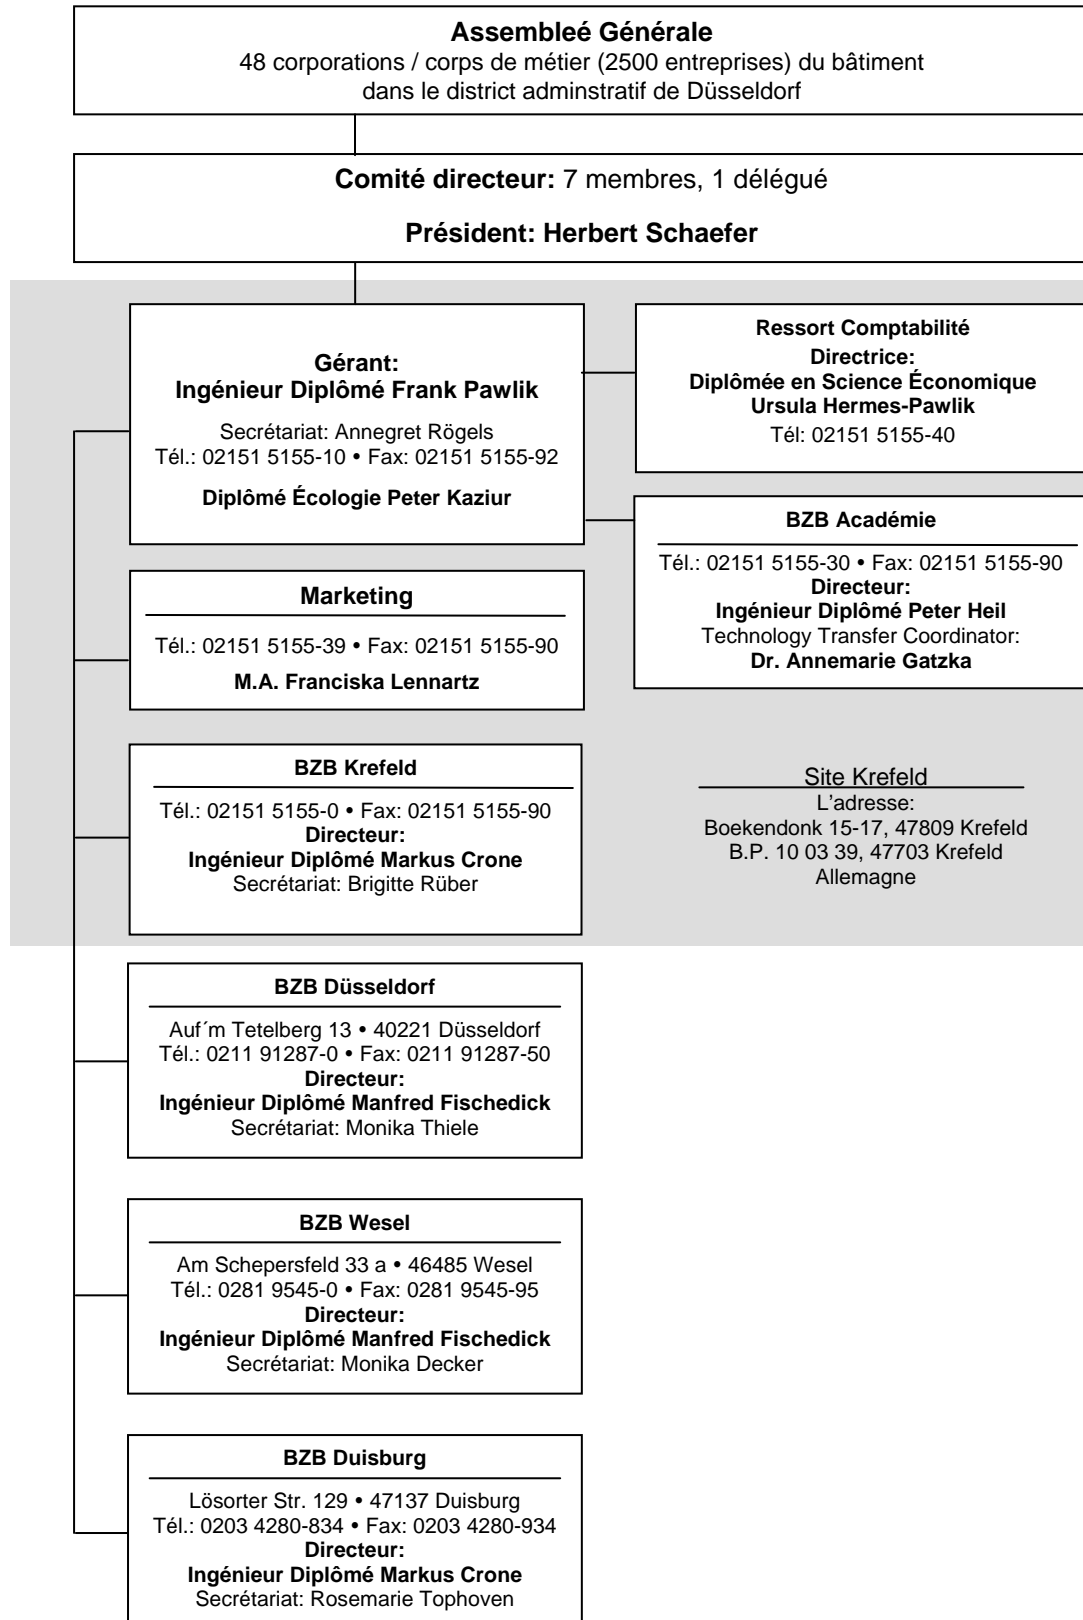 Assembleé Générale
48 corporations / corps de métier (2500 entreprises) du bâtiment
dans le district adminstratif de Düsseldorf
Comité directeur: 7 membres, 1 délégué
Président: Herbert Schaefer
Gérant:
Ingénieur Diplômé Frank Pawlik
Secrétariat: Annegret Rögels
Tél.: 02151 5155-10 • Fax: 02151 5155-92
Diplômé Écologie Peter Kaziur
Ressort Comptabilité
Directrice:
Diplômée en Science Économique
Ursula Hermes-Pawlik
Tél: 02151 5155-40
BZB Académie
Tél.: 02151 5155-30 • Fax: 02151 5155-90
Directeur:
Ingénieur Diplômé Peter Heil
Technology Transfer Coordinator:
Dr. Annemarie Gatzka
Marketing
Tél.: 02151 5155-39 • Fax: 02151 5155-90
M.A. Franciska Lennartz
BZB Krefeld
Tél.: 02151 5155-0 • Fax: 02151 5155-90
Directeur:
Ingénieur Diplômé Markus Crone
Secrétariat: Brigitte Rüber
Site Krefeld
L'adresse:
Boekendonk 15-17, 47809 Krefeld
B.P. 10 03 39, 47703 Krefeld
Allemagne
BZB Düsseldorf
Auf´m Tetelberg 13 • 40221 Düsseldorf
Tél.: 0211 91287-0 • Fax: 0211 91287-50
Directeur:
Ingénieur Diplômé Manfred Fischedick
Secrétariat: Monika Thiele
BZB Wesel
Am Schepersfeld 33 a • 46485 Wesel
Tél.: 0281 9545-0 • Fax: 0281 9545-95
Directeur:
Ingénieur Diplômé Manfred Fischedick
Secrétariat: Monika Decker
BZB Duisburg
Lösorter Str. 129 • 47137 Duisburg
Tél.: 0203 4280-834 • Fax: 0203 4280-934
Directeur:
Ingénieur Diplômé Markus Crone
Secrétariat: Rosemarie Tophoven